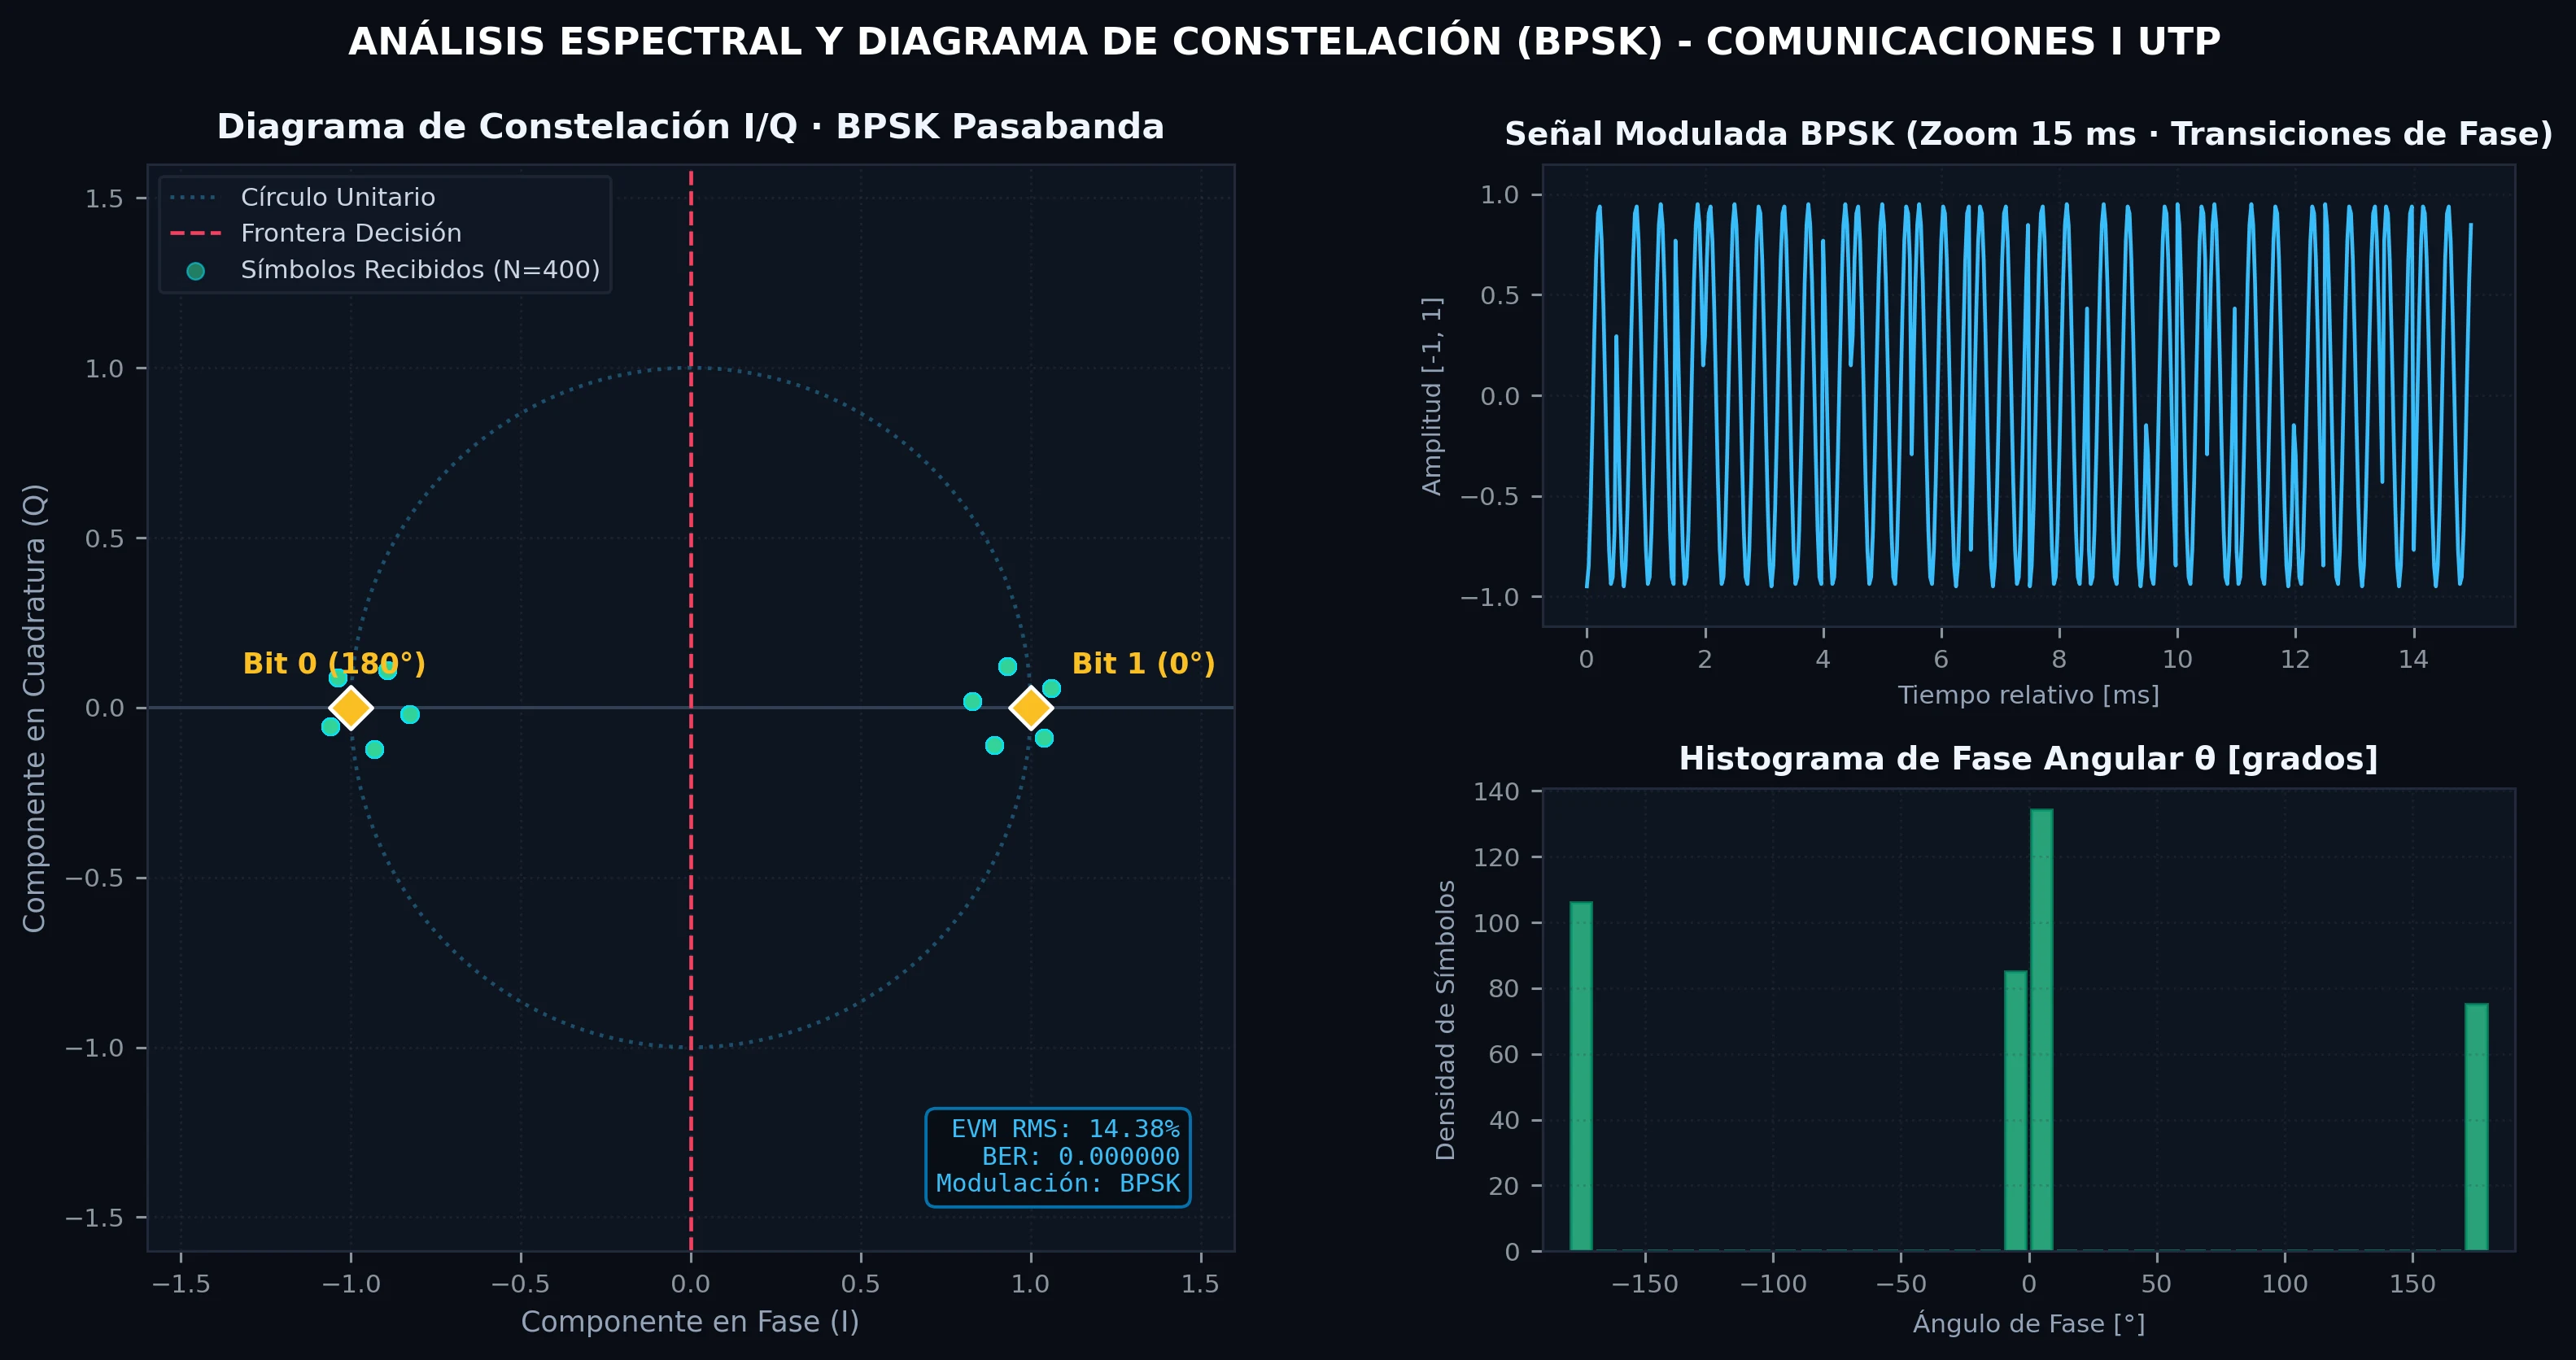 ANÁLISIS ESPECTRAL Y DIAGRAMA DE CONSTELACIÓN (BPSK) - COMUNICACIONES I UTP
Diagrama de Constelación I/Q · BPSK Pasabanda
Círculo Unitario
Frontera Decisión
Símbolos Recibidos (N=400)
1.5
1.0
0.5
0.0
−0.5
−1.0
−1.5
Componente en Cuadratura (Q)
Bit 0 (180°)
Bit 1 (0°)
EVM RMS: 14.38%
BER: 0.000000
Modulación: BPSK
−1.5 −1.0 −0.5 0.0 0.5 1.0 1.5
Componente en Fase (I)
Señal Modulada BPSK (Zoom 15 ms · Transiciones de Fase)
1.0
0.5
0.0
−0.5
−1.0
Amplitud [-1, 1]
0 2 4 6 8 10 12 14
Tiempo relativo [ms]
Histograma de Fase Angular θ [grados]
140
120
100
80
60
40
20
0
Densidad de Símbolos
−150 −100 −50 0 50 100 150
Ángulo de Fase [°]